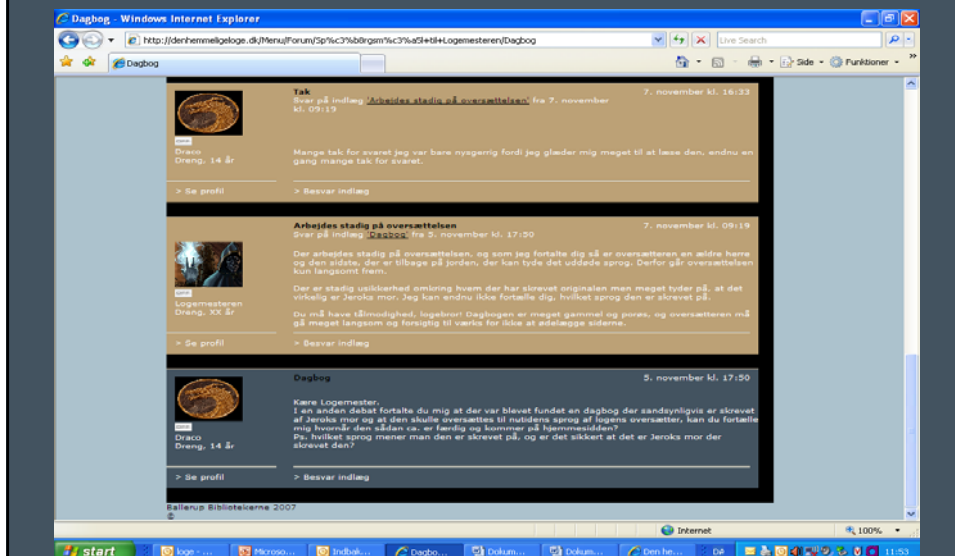 Dagbog - Windows Internet Explorer
http://denhemmeligeloge.dk/Menu/Forum/Sp%c3%b8rgsm%c3%a5l+til+Logemesteren/Dagbog
Live Search
Dagbog
Side
Funktioner
Tak
7. november kl. 16:33
Svar på indlæg 'Arbejdes stadig på oversættelsen' fra 7. november
kl. 09:19
Draco
Dreng, 14 år
Mange tak for svaret jeg var bare nysgerrig fordi jeg glæder mig meget til at læse den, endnu en
gang mange tak for svaret.
> Se profil
> Besvar indlæg
Arbejdes stadig på oversættelsen
7. november kl. 09:19
Svar på indlæg 'Dagbog' fra 5. november kl. 17:50
Der arbejdes stadig på oversættelsen, og som jeg fortalte dig så er oversætteren en ældre herre
og den sidste, der er tilbage på jorden, der kan tyde det uddøde sprog. Derfor går oversættelsen
kun langsomt frem.
Der er stadig usikkerhed omkring hvem der har skrevet originalen men meget tyder på, at det
virkelig er Jeroks mor. Jeg kan endnu ikke fortælle dig, hvilket sprog den er skrevet på.
Logemesteren
Dreng, XX år
Du må have tålmodighed, logebror! Dagbogen er meget gammel og porøs, og oversætteren må
gå meget langsom og forsigtig til værks for ikke at ødelægge siderne.
> Se profil
> Besvar indlæg
Dagbog
5. november kl. 17:50
Kære Logemester.
I en anden debat fortalte du mig at der var blevet fundet en dagbog der sandsynligvis er skrevet
af Jeroks mor og at den skulle oversættes til nutidens sprog af logens oversætter, kan du fortælle
mig hvornår den sådan ca. er færdig og kommer på hjemmesidden?
Ps. hvilket sprog mener man den er skrevet på, og er det sikkert at det er Jeroks mor der
skrevet den?
Draco
Dreng, 14 år
> Se profil
> Besvar indlæg
Ballerup Bibliotekerne 2007
©
Internet
100%
start
loge - ...
Microso...
Indbak...
Dagbo...
Dokum...
Dokum...
Den he...
DA
11:53